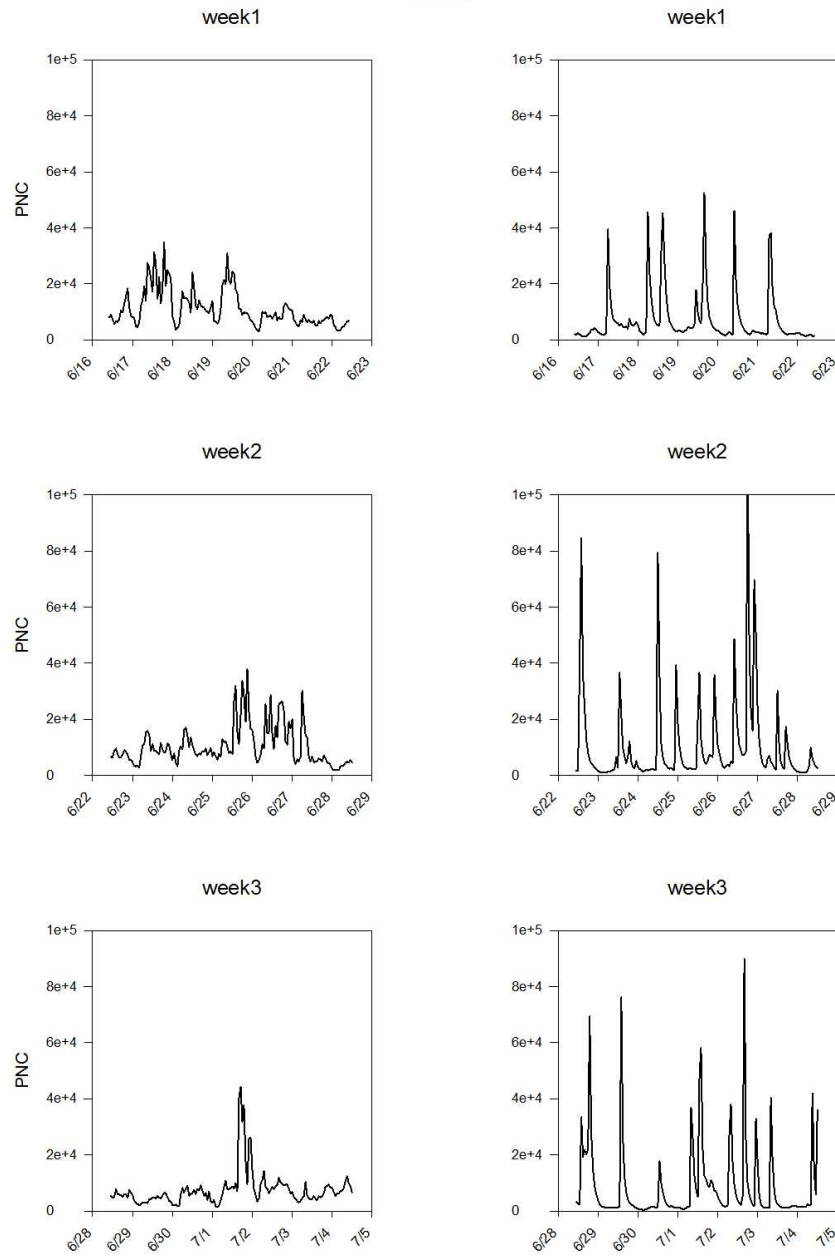 week1
week1
1e+5
8e+4
6e+4
4e+4
2e+4
0
PNC
6/16
6/17
6/18
6/19
6/20
6/21
6/22
6/23
1e+5
8e+4
6e+4
4e+4
2e+4
0
6/16
6/17
6/18
6/19
6/20
6/21
6/22
6/23
week2
week2
1e+5
8e+4
6e+4
4e+4
2e+4
0
PNC
6/22
6/23
6/24
6/25
6/26
6/27
6/28
6/29
1e+5
8e+4
6e+4
4e+4
2e+4
0
6/22
6/23
6/24
6/25
6/26
6/27
6/28
6/29
week3
week3
1e+5
8e+4
6e+4
4e+4
2e+4
0
PNC
6/28
6/29
6/30
7/1
7/2
7/3
7/4
7/5
1e+5
8e+4
6e+4
4e+4
2e+4
0
6/28
6/29
6/30
7/1
7/2
7/3
7/4
7/5